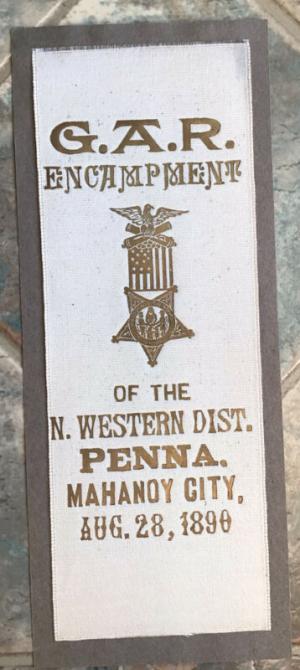 G.A.R.
ENCAMPMENT
OF THE
N. WESTERN DIST.
PENNA.
MAHANOY CITY,
AUG. 28, 1890